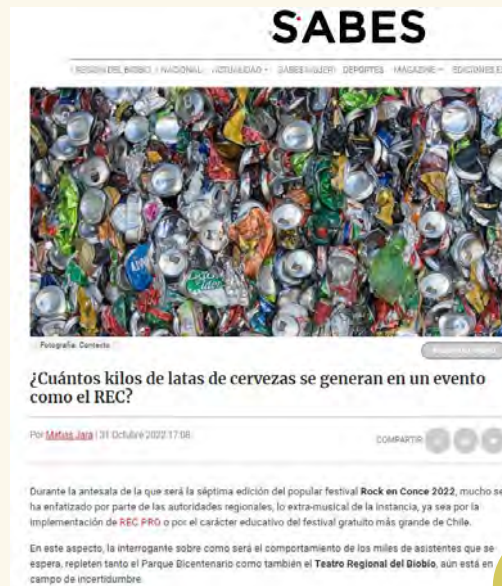 SABES
REGIÓN DEL BIOBÍO NACIONAL ACTUALIDAD SABES MUJER DEPORTES MAGAZINE EDICIONES
Fotografía: Contexto
¿Cuántos kilos de latas de cervezas se generan en un evento
como el REC?
Por Matías Jara | 31 Octubre 2022 17:08
COMPARTIR
Durante la antesala de la que será la séptima edición del popular festival Rock en Conce 2022, mucho se
ha enfatizado por parte de las autoridades regionales, lo extra-musical de la instancia, ya sea por la
implementación de REC PRO o por el carácter educativo del festival gratuito más grande de Chile.
En este aspecto, la interrogante sobre como será el comportamiento de los miles de asistentes que se
espera, repleten tanto el Parque Bicentenario como también el Teatro Regional del Biobío, aún está en
campo de incertidumbre.